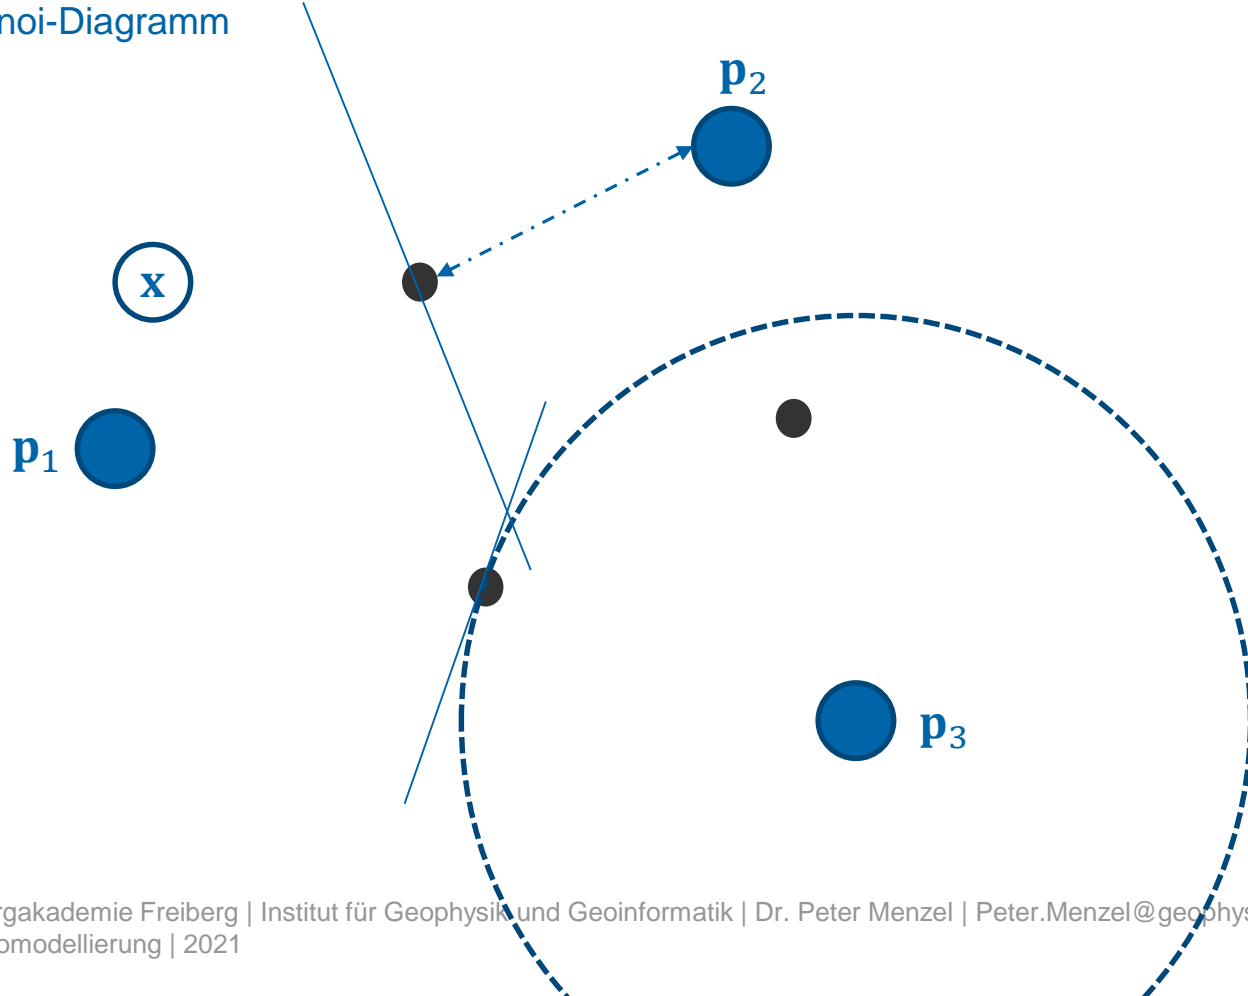 noi-Diagramm
p₂
x
p₁
p₃
rgakademie Freiberg | Institut für Geophysik und Geoinformatik | Dr. Peter Menzel | Peter.Menzel@geophys
omodellierung | 2021